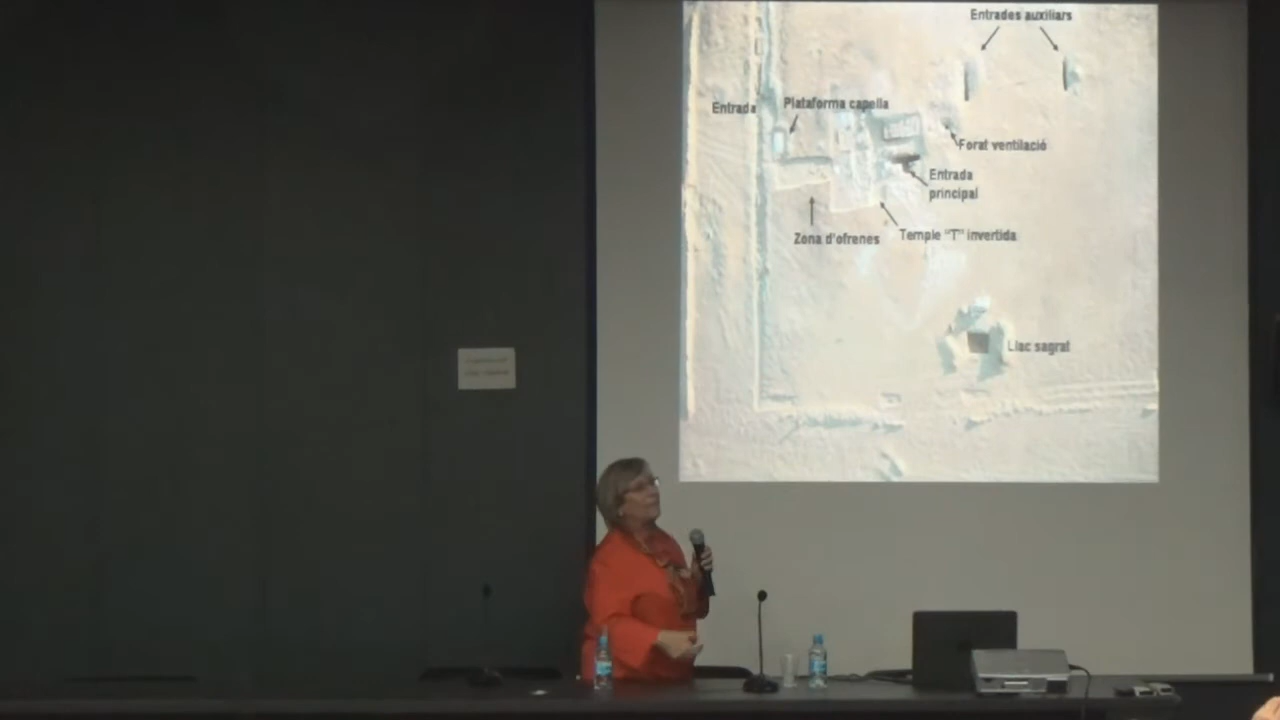 Entrades auxiliars
Entrada
Plataforma capella
Forat ventilació
Entrada
principal
Zona d'ofrenes
Temple "T" invertida
Llac sagrat